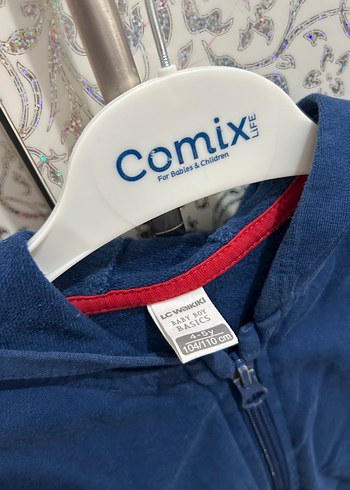 Comix
LIFE
For Babies & Children
LC WAIKIKI
BABY BOY
BASICS
4-5y
104/110 cm